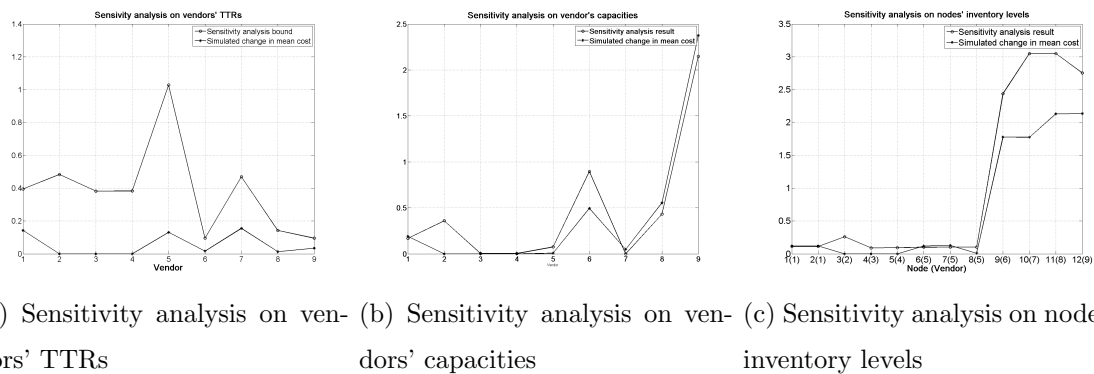 Sensivity analysis on vendors' TTRs
Sensitivity analysis bound
Simulated change in mean cost
1.4
1.2
1
0.8
0.6
0.4
0.2
0
1 2 3 4 5 6 7 8 9
Vendor
Sensitivity analysis on vendor's capacities
Sensitivity analysis result
Simulated change in mean cost
2.5
2
1.5
1
0.5
0
1 2 3 4 5 6 7 8 9
Vendor
Sensitivity analysis on nodes' inventory levels
Sensitivity analysis result
Simulated change in mean cost
3.5
3
2.5
2
1.5
1
0.5
0
1(1) 2(1) 3(2) 4(3) 5(4) 6(5) 7(5) 8(5) 9(6) 10(7) 11(8) 12(9)
Node (Vendor)
) Sensitivity analysis on ven-
ors' TTRs
(b) Sensitivity analysis on ven-
dors' capacities
(c) Sensitivity analysis on node
inventory levels